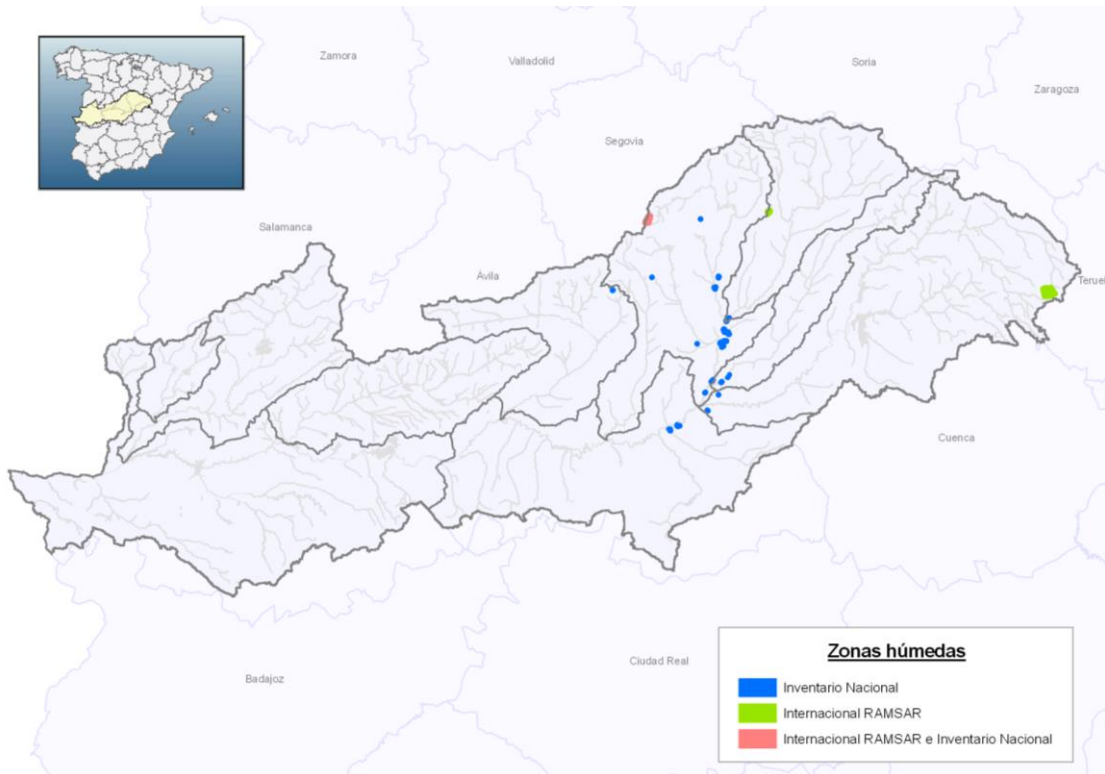 Zamora
Valladolid
Soria
Zaragoza
Segovia
Salamanca
Ávila
Teruel
Cuenca
Ciudad Real
Badajoz
Zonas húmedas
Inventario Nacional
Internacional RAMSAR
Internacional RAMSAR e Inventario Nacional